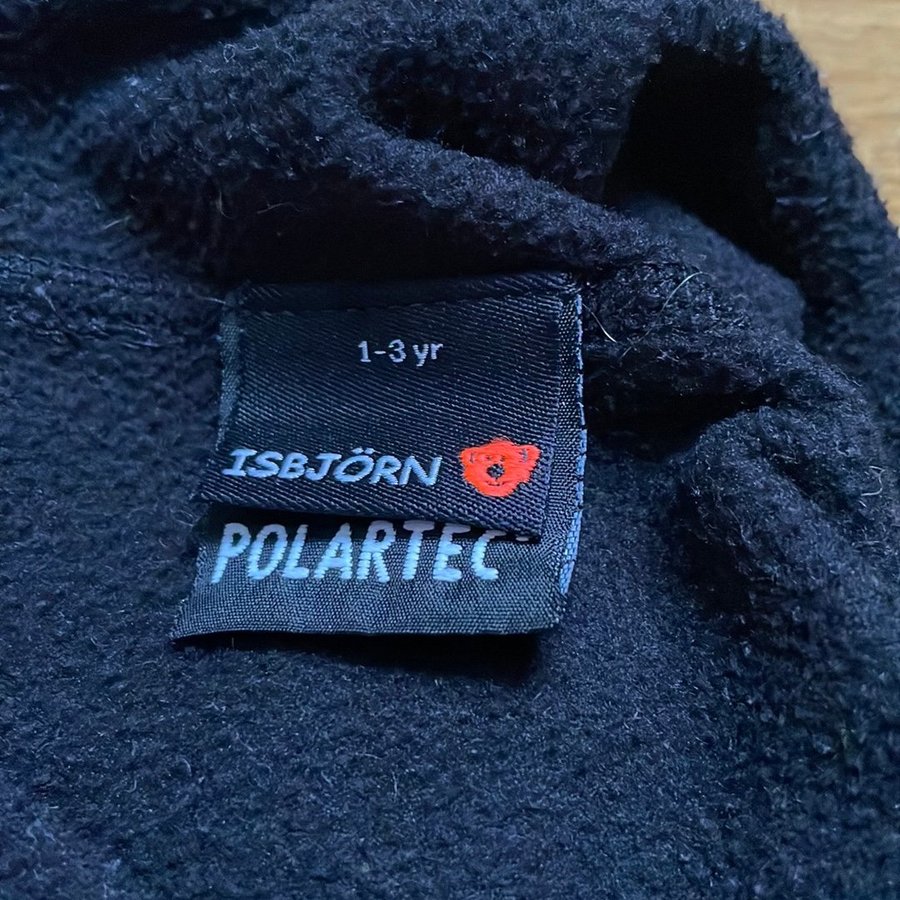 1-3 yr
ISBJÖRN
POLARTEC